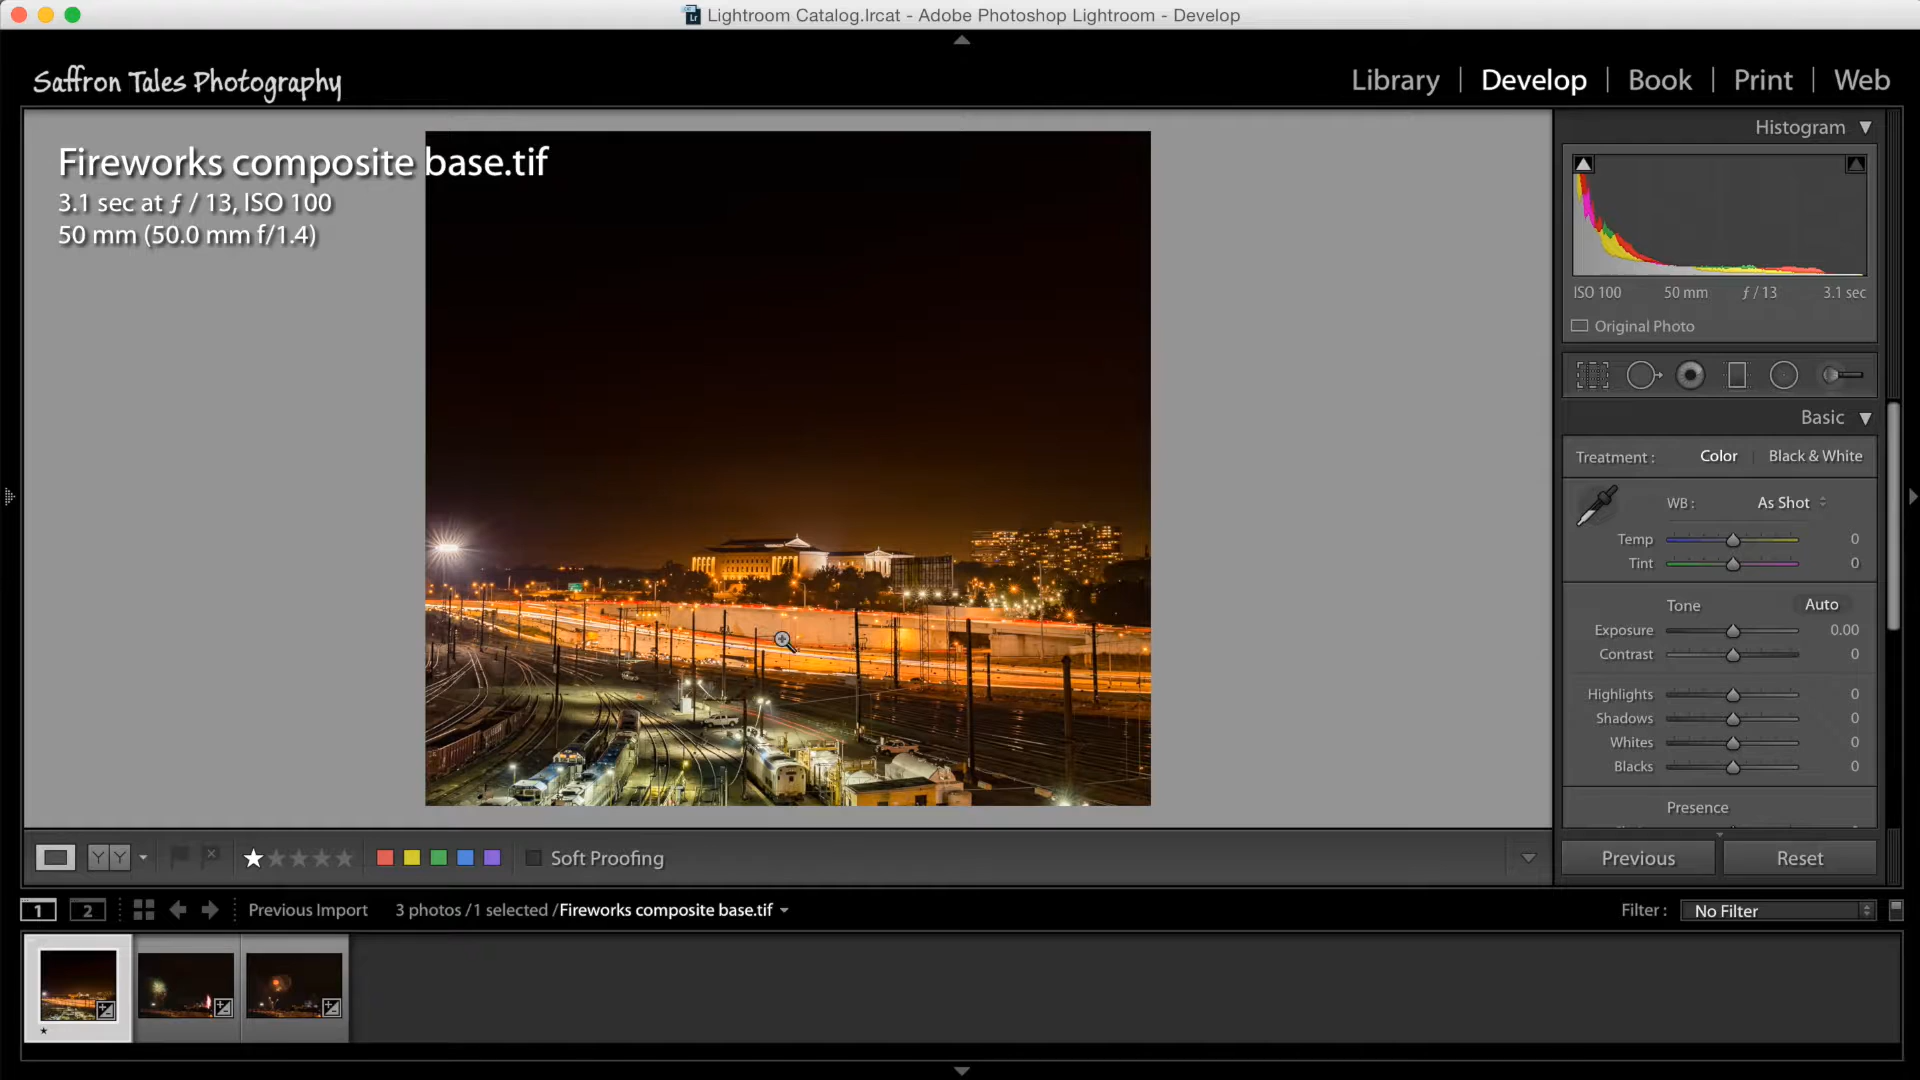 Lightroom Catalog.lrcat - Adobe Photoshop Lightroom - Develop
Saffron Tales Photography
Library | Develop | Book | Print | Web
Fireworks composite base.tif
3.1 sec at ƒ / 13, ISO 100
50 mm (50.0 mm f/1.4)
Histogram
ISO 100 50 mm ƒ / 13 3.1 sec
Original Photo
Basic
Treatment : Color Black & White
WB : As Shot
Temp 0
Tint 0
Tone Auto
Exposure 0.00
Contrast 0
Highlights 0
Shadows 0
Whites 0
Blacks 0
Presence
Y Y Soft Proofing
Previous Reset
1 2 Previous Import 3 photos /1 selected /Fireworks composite base.tif Filter : No Filter